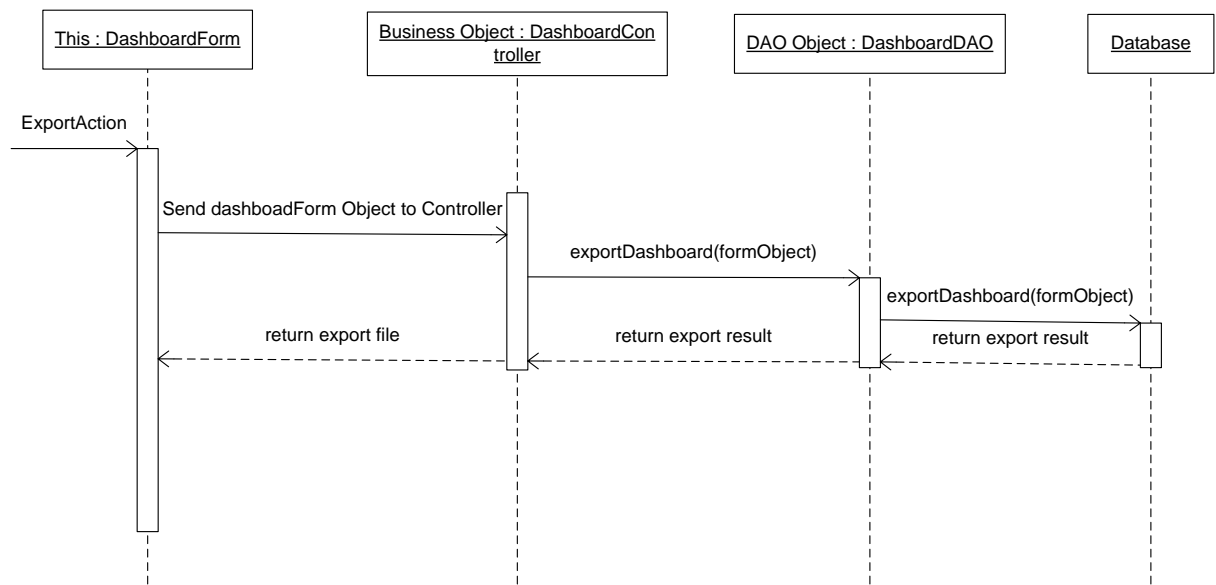 This : DashboardForm
Business Object : DashboardCon
troller
DAO Object : DashboardDAO
Database
ExportAction
Send dashboadForm Object to Controller
exportDashboard(formObject)
exportDashboard(formObject)
return export file
return export result
return export result